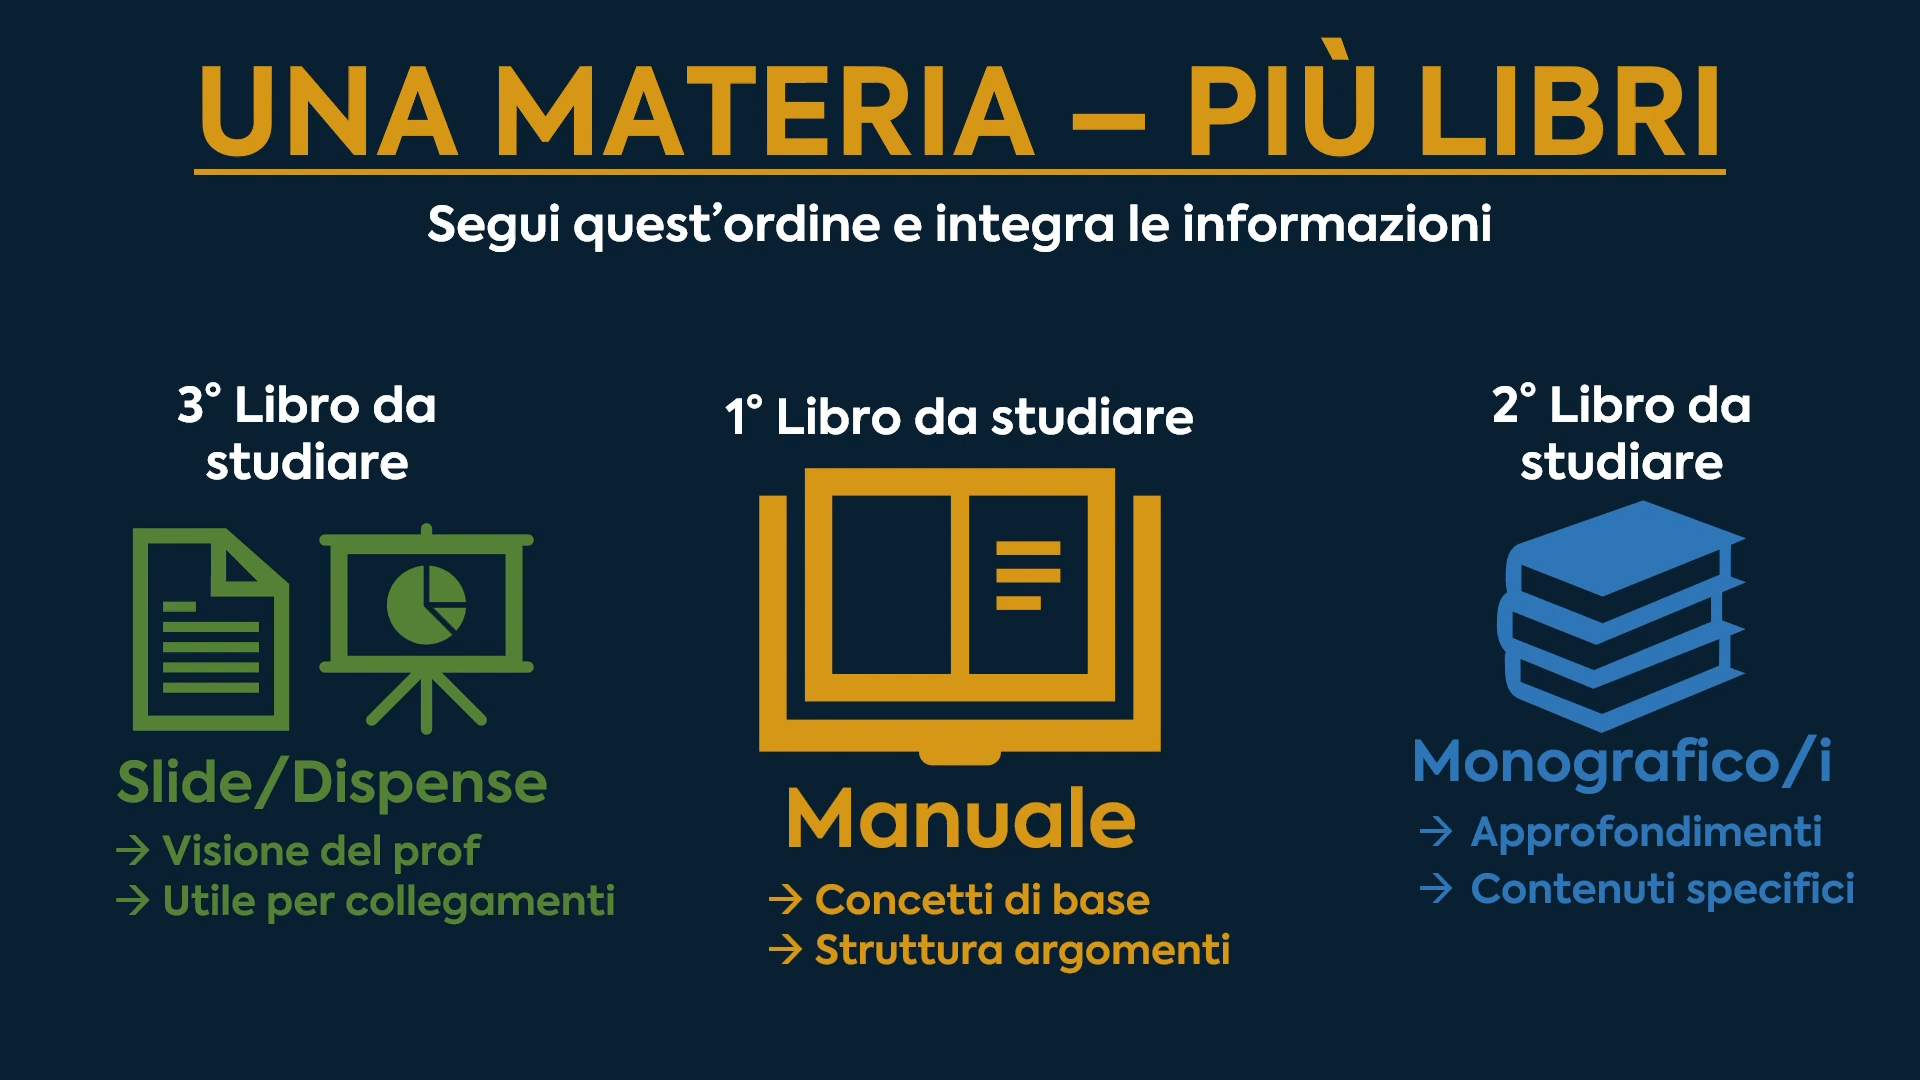 UNA MATERIA – PIÙ LIBRI
Segui quest’ordine e integra le informazioni
3° Libro da
studiare
Slide/Dispense
→ Visione del prof
→ Utile per collegamenti
1° Libro da studiare
Manuale
→ Concetti di base
→ Struttura argomenti
2° Libro da
studiare
Monografico/i
→ Approfondimenti
→ Contenuti specifici